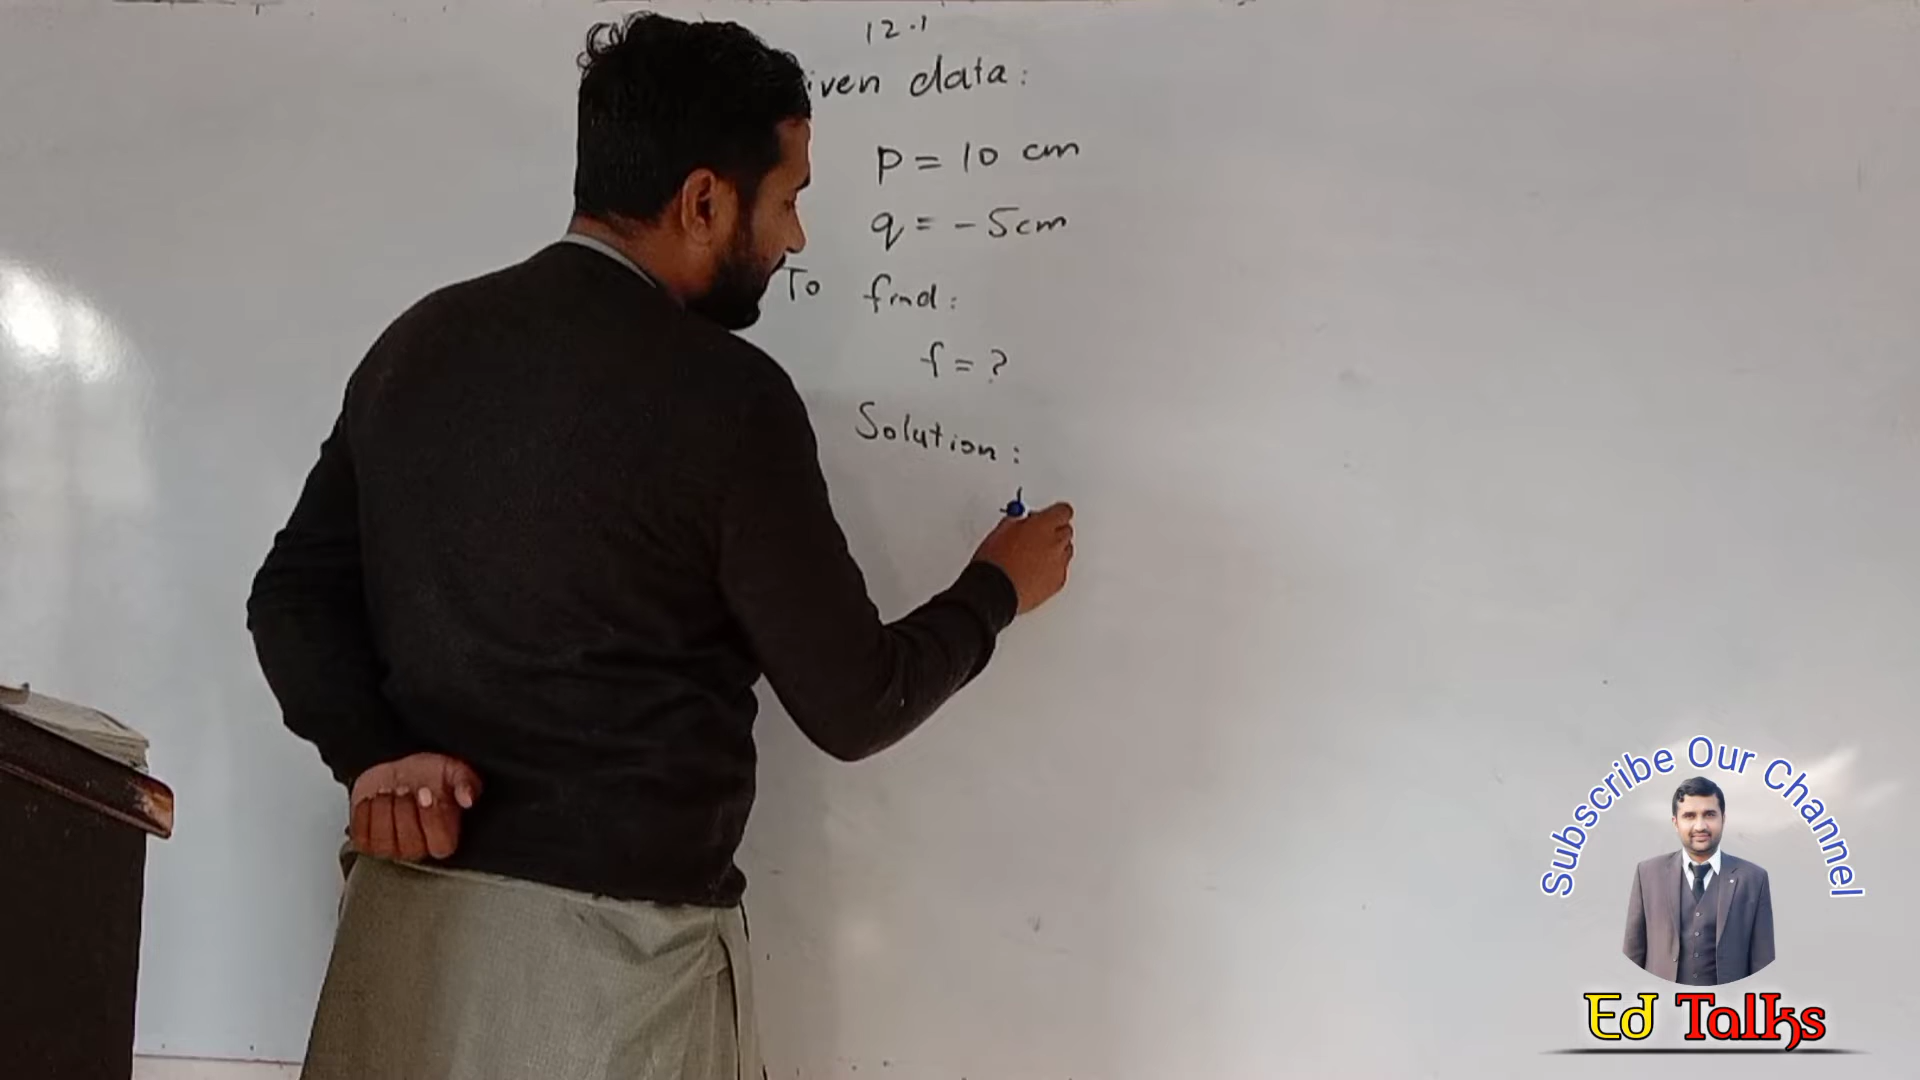 12.1
iven data:
P = 10 cm
q = - 5cm
To find:
f = ?
Solution:
Subscribe Our Channel
Ed Talks